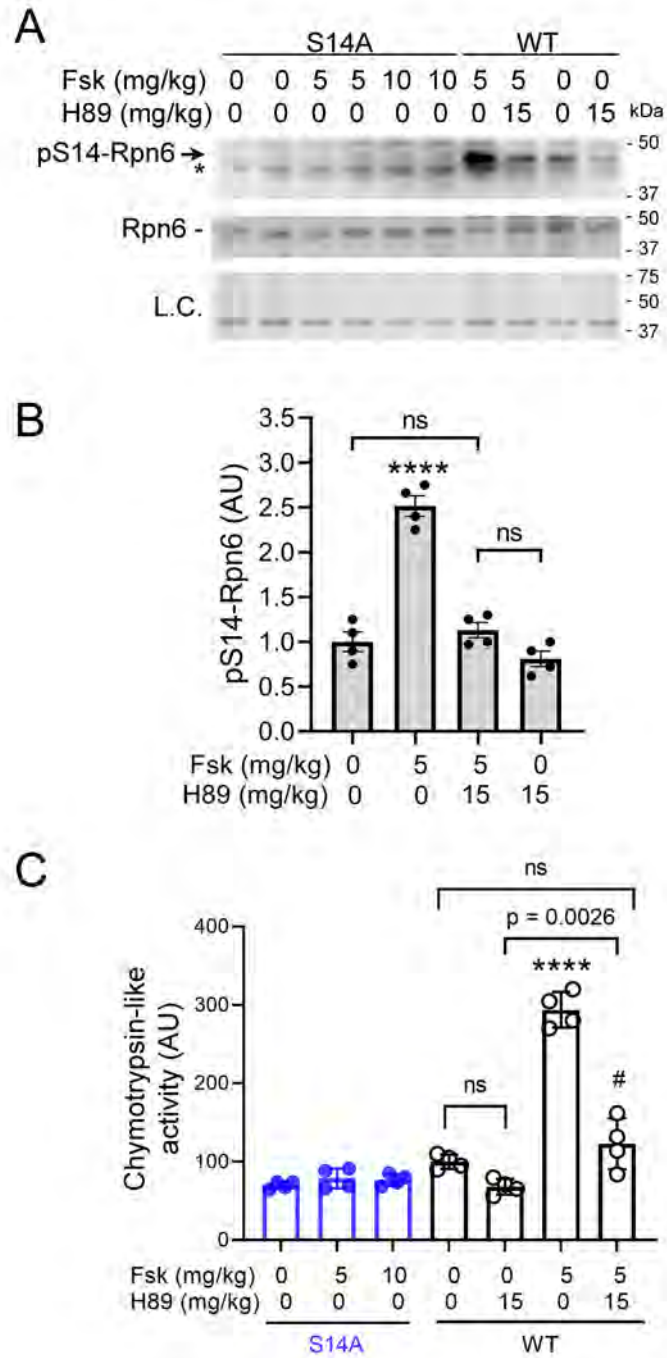 A
S14A WT
Fsk (mg/kg) 0 0 5 5 10 10 5 5 0 0
H89 (mg/kg) 0 0 0 0 0 0 0 15 0 15 kDa
pS14-Rpn6 → - 50
*
- 37
Rpn6 - - 50
- 37
- 75
L.C. - 50
- 37
B
pS14-Rpn6 (AU)
3.5
3.0
2.5
2.0
1.5
1.0
0.5
0.0
ns
****
ns
Fsk (mg/kg) 0 5 5 0
H89 (mg/kg) 0 0 15 15
C
Chymotrypsin-like
activity (AU)
400
300
200
100
0
ns
p = 0.0026
****
ns
#
Fsk (mg/kg) 0 5 10 0 0 5 5
H89 (mg/kg) 0 0 0 0 15 0 15
S14A WT